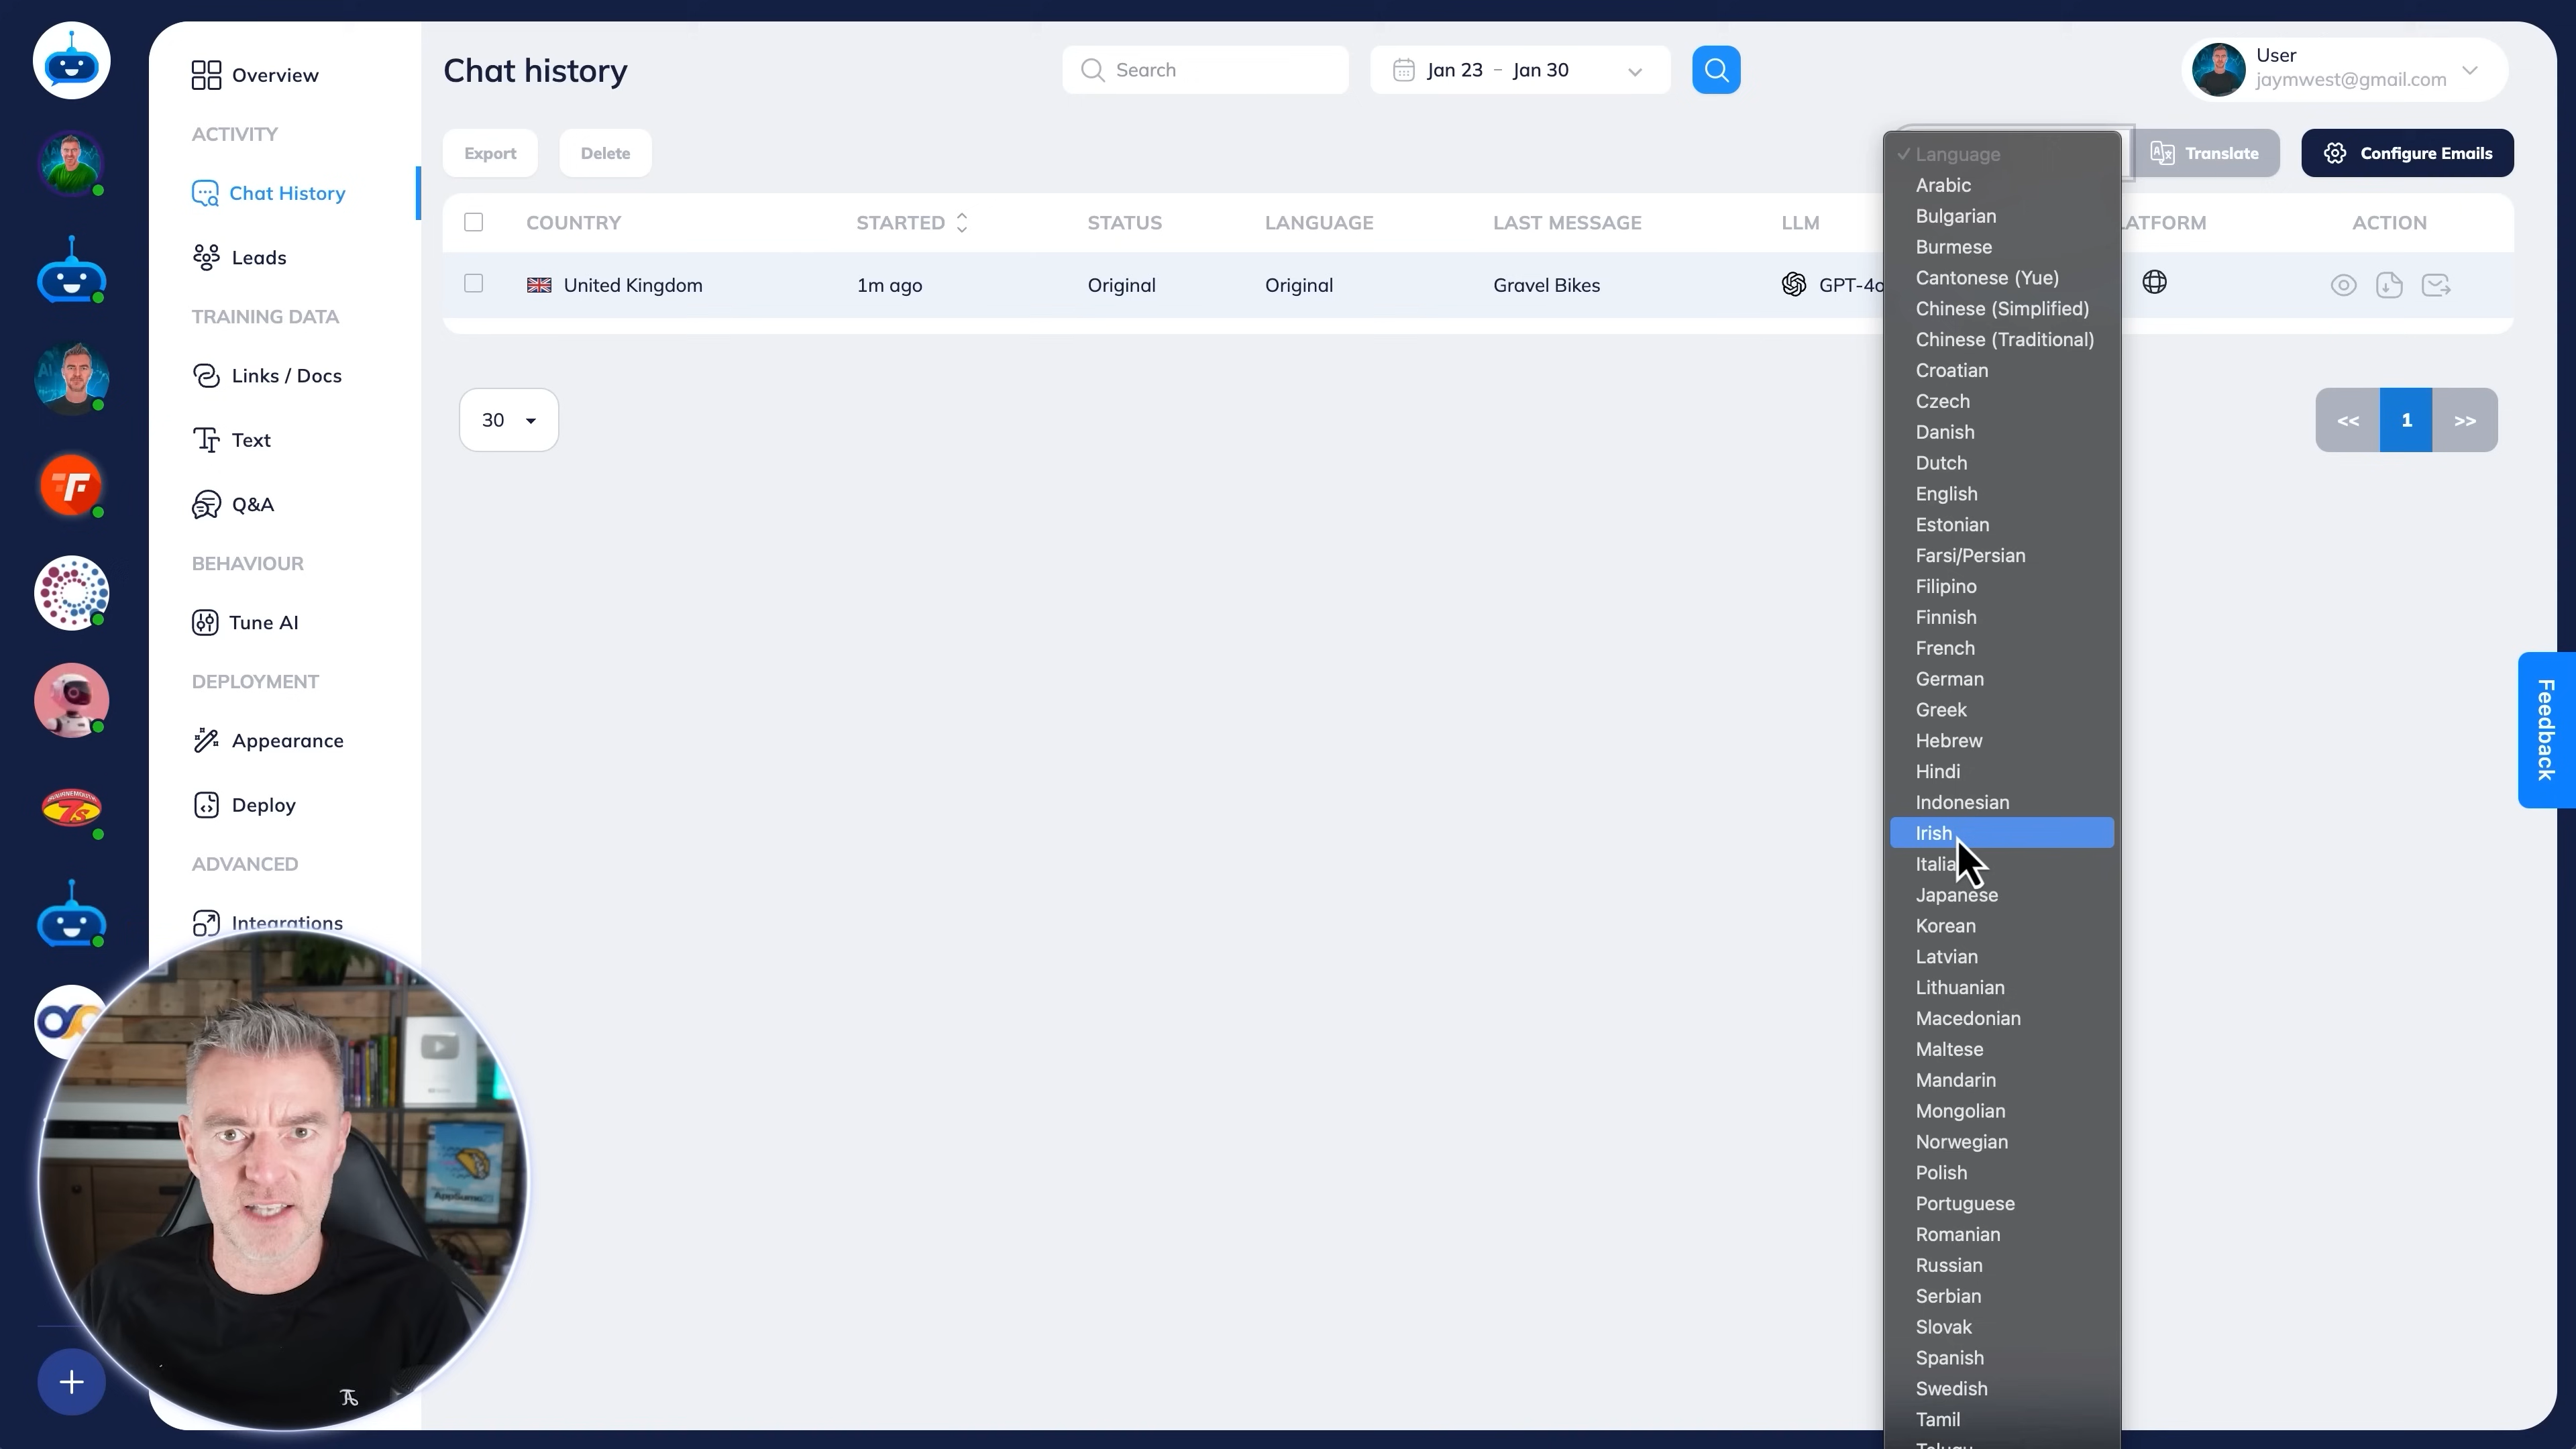 Overview
ACTIVITY
Chat History
Leads
TRAINING DATA
Links / Docs
Text
Q&A
BEHAVIOUR
Tune AI
DEPLOYMENT
Appearance
Deploy
ADVANCED
Integrations
Chat history
Search
Jan 23 – Jan 30
User
jaymwest@gmail.com
Export
Delete
Translate
Configure Emails
COUNTRY STARTED STATUS LANGUAGE LAST MESSAGE LLM ATFORM ACTION
United Kingdom 1m ago Original Original Gravel Bikes GPT-4o
30
<< 1 >>
✓ Language
Arabic
Bulgarian
Burmese
Cantonese (Yue)
Chinese (Simplified)
Chinese (Traditional)
Croatian
Czech
Danish
Dutch
English
Estonian
Farsi/Persian
Filipino
Finnish
French
German
Greek
Hebrew
Hindi
Indonesian
Irish
Italia
Japanese
Korean
Latvian
Lithuanian
Macedonian
Maltese
Mandarin
Mongolian
Norwegian
Polish
Portuguese
Romanian
Russian
Serbian
Slovak
Spanish
Swedish
Tamil
Feedback
AppSumo